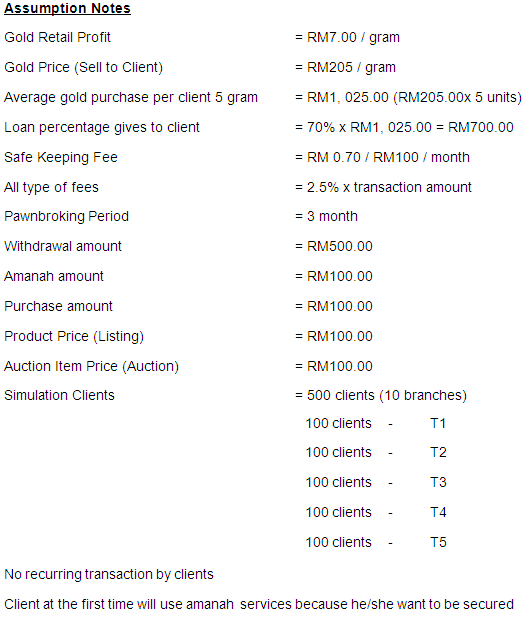 Assumption Notes
Gold Retail Profit = RM7.00 / gram
Gold Price (Sell to Client) = RM205 / gram
Average gold purchase per client 5 gram = RM1, 025.00 (RM205.00x 5 units)
Loan percentage gives to client = 70% x RM1, 025.00 = RM700.00
Safe Keeping Fee = RM 0.70 / RM100 / month
All type of fees = 2.5% x transaction amount
Pawnbroking Period = 3 month
Withdrawal amount = RM500.00
Amanah amount = RM100.00
Purchase amount = RM100.00
Product Price (Listing) = RM100.00
Auction Item Price (Auction) = RM100.00
Simulation Clients = 500 clients (10 branches)
100 clients - T1
100 clients - T2
100 clients - T3
100 clients - T4
100 clients - T5
No recurring transaction by clients
Client at the first time will use amanah services because he/she want to be secured